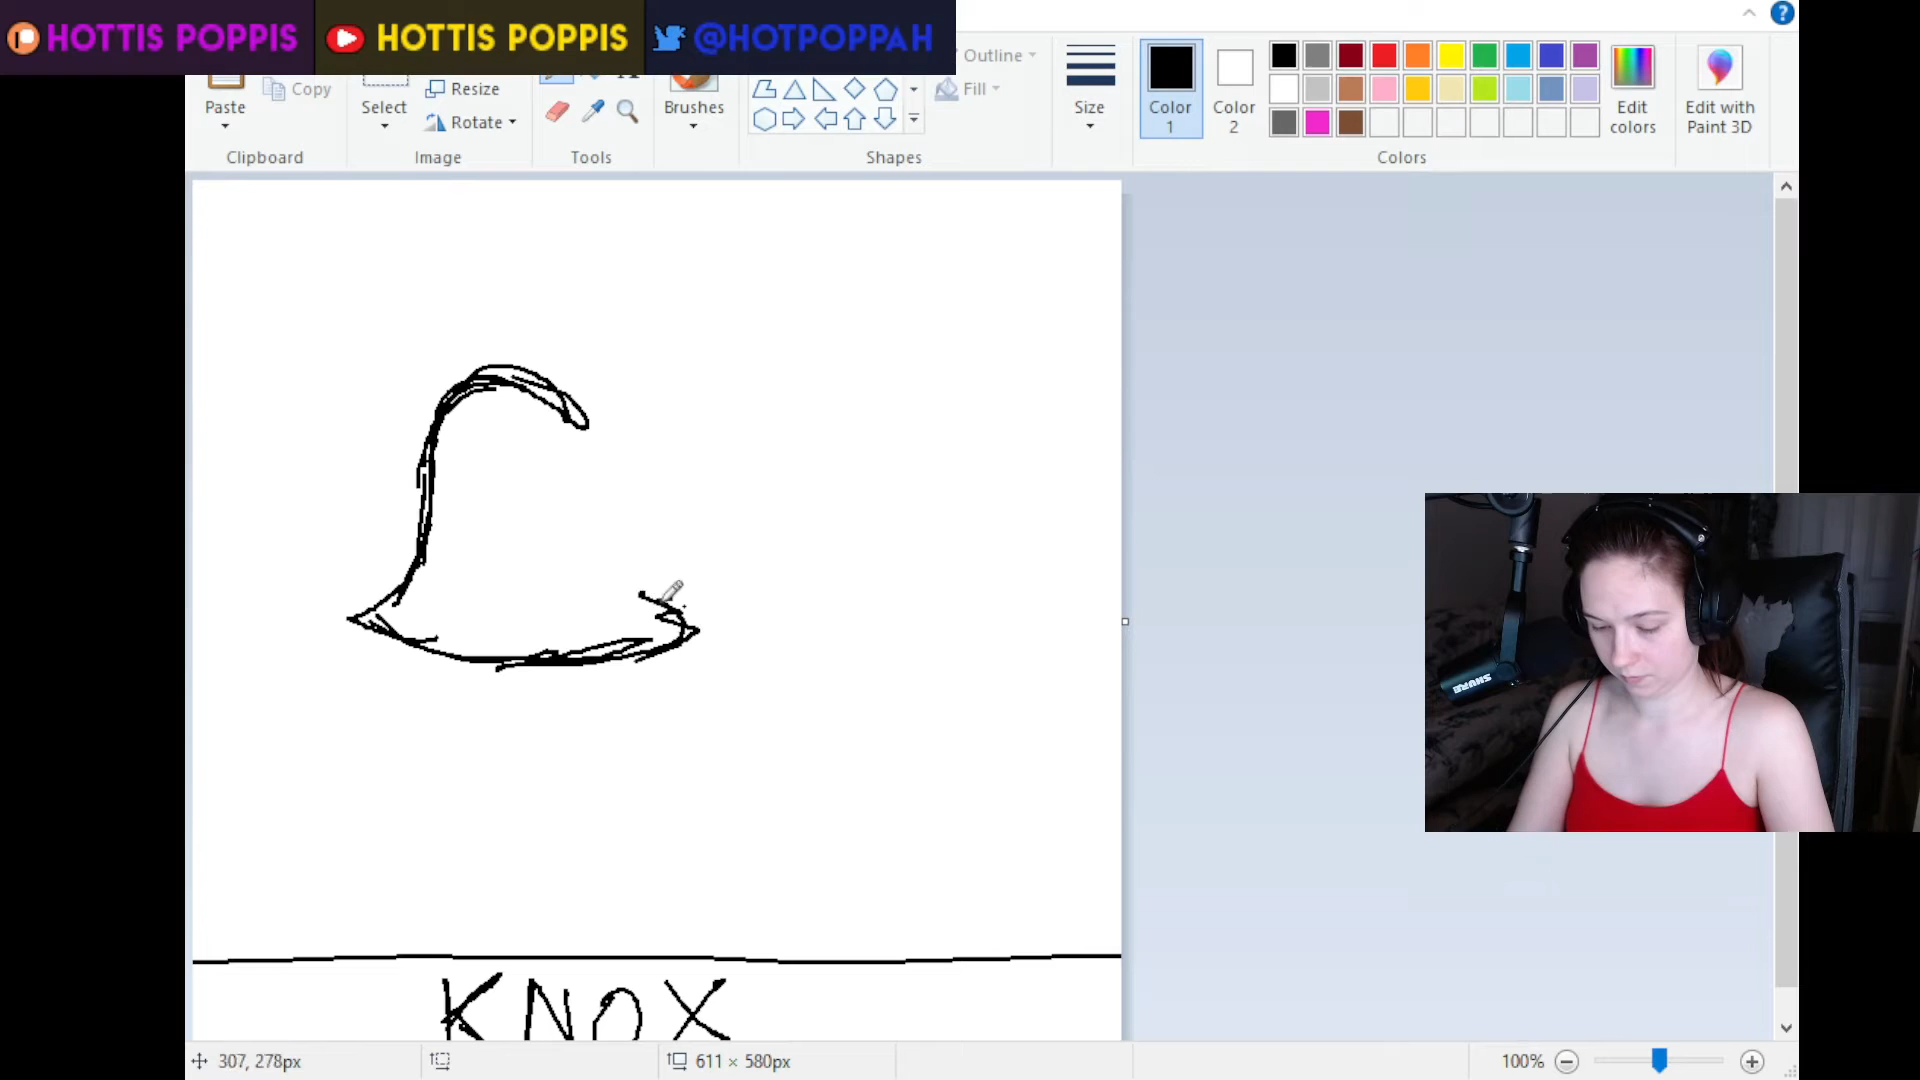 HOTTIS POPPIS HOTTIS POPPIS @HOTPOPPAH
Outline
Paste Copy Select Resize Rotate Brushes Fill Size Color 1 Color 2 Edit colors Edit with Paint 3D
Clipboard Image Tools Shapes Colors
SHURE
KNOX
307, 278px 611 × 580px 100%